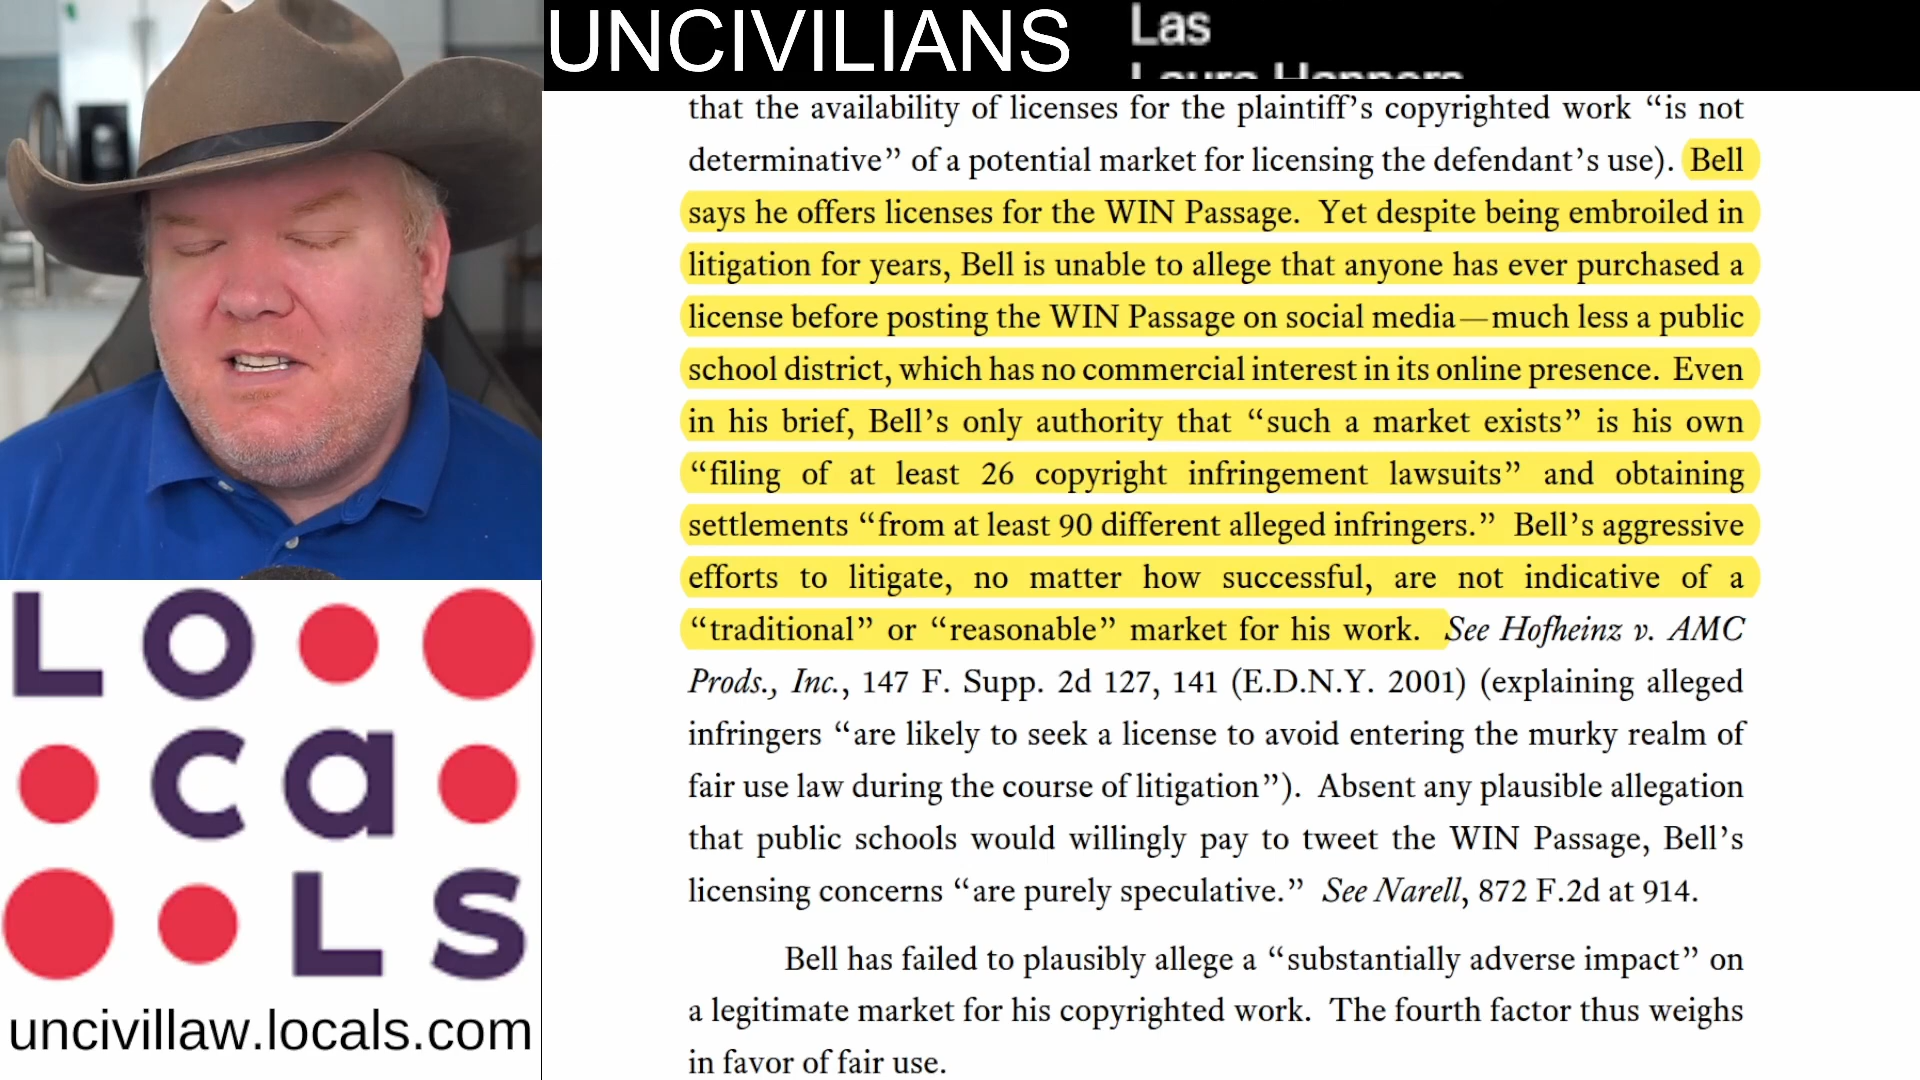 UNCIVILIANS
Las
that the availability of licenses for the plaintiff’s copyrighted work “is not
determinative” of a potential market for licensing the defendant’s use). Bell
says he offers licenses for the WIN Passage. Yet despite being embroiled in
litigation for years, Bell is unable to allege that anyone has ever purchased a
license before posting the WIN Passage on social media—much less a public
school district, which has no commercial interest in its online presence. Even
in his brief, Bell’s only authority that “such a market exists” is his own
“filing of at least 26 copyright infringement lawsuits” and obtaining
settlements “from at least 90 different alleged infringers.” Bell’s aggressive
efforts to litigate, no matter how successful, are not indicative of a
“traditional” or “reasonable” market for his work. See Hofheinz v. AMC
Prods., Inc., 147 F. Supp. 2d 127, 141 (E.D.N.Y. 2001) (explaining alleged
infringers “are likely to seek a license to avoid entering the murky realm of
fair use law during the course of litigation”). Absent any plausible allegation
that public schools would willingly pay to tweet the WIN Passage, Bell’s
licensing concerns “are purely speculative.” See Narell, 872 F.2d at 914.
Bell has failed to plausibly allege a “substantially adverse impact” on
a legitimate market for his copyrighted work. The fourth factor thus weighs
in favor of fair use.
LO
ca
LS
uncivillaw.locals.com